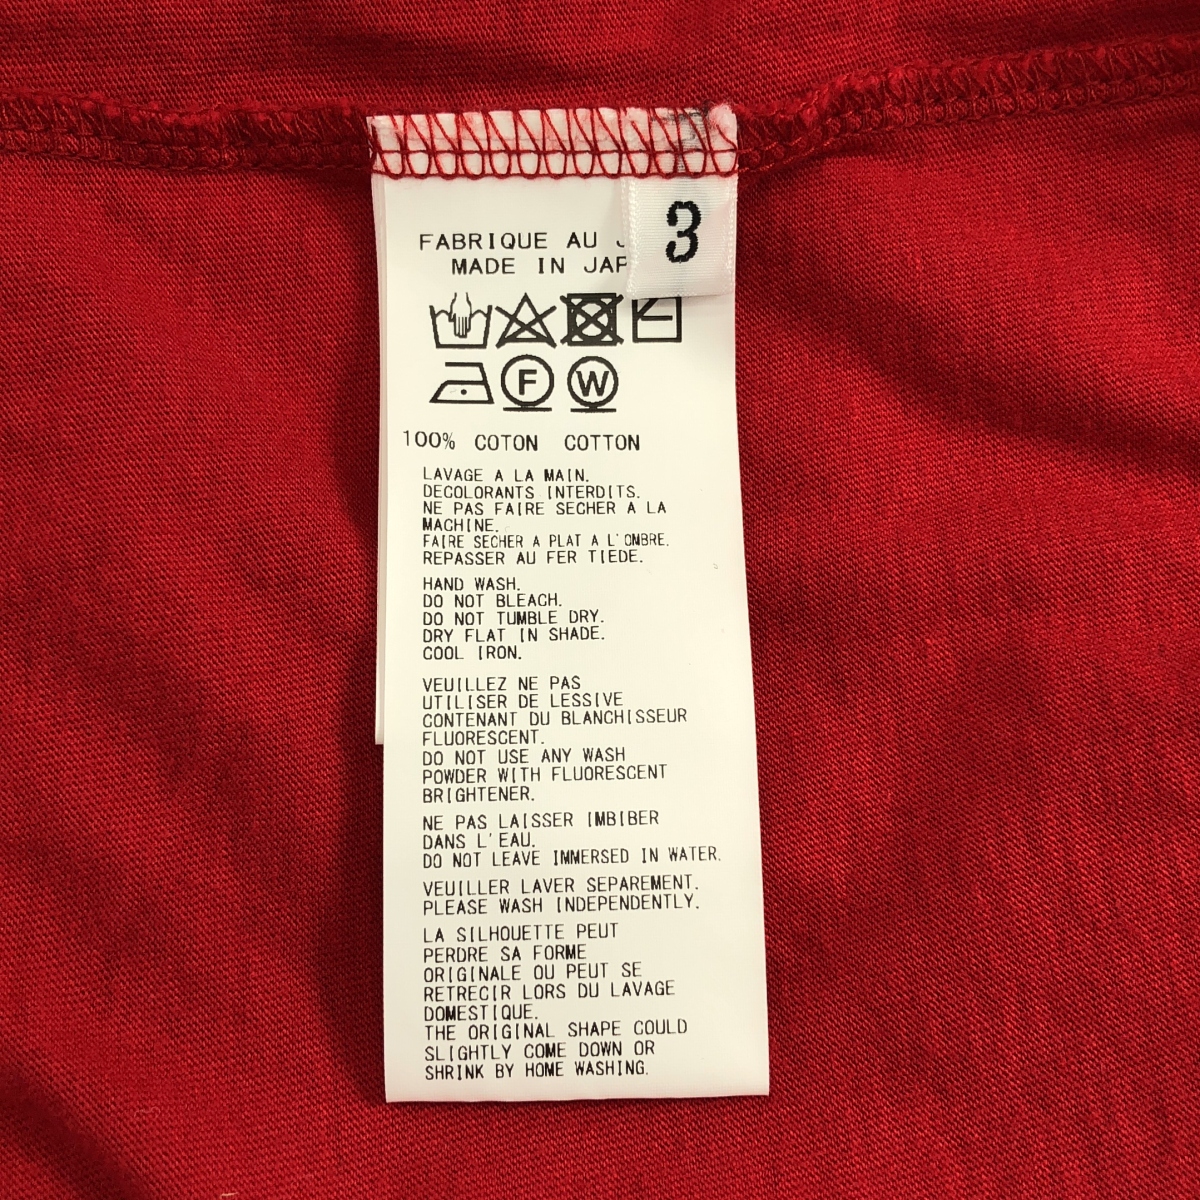 3
FABRIQUE AU
MADE IN
F W
100% COTON COTTON
LAVAGE A LA MAIN.
DECOLORANTS INTERDITS.
NE PAS FAIRE SECHER A LA
MACHINE.
FAIRE SECHER A PLAT A L'OMBRE.
REPASSER AU FER TIEDE.
HAND WASH.
DO NOT BLEACH.
DO NOT TUMBLE DRY.
DRY FLAT IN SHADE.
COOL IRON.
VEUILLEZ NE PAS
UTILISER DE LESSIVE
CONTENANT DU BLANCHISSEUR
FLUORESCENT.
DO NOT USE ANY WASH
POWDER WITH FLUORESCENT
BRIGHTENER.
NE PAS LAISSER IMBIBER
DANS L'EAU.
DO NOT LEAVE IMMERSED IN WATER.
VEUILLER LAVER SEPAREMENT.
PLEASE WASH INDEPENDENTLY.
LA SILHOUETTE PEUT
PERDRE SA FORME
ORIGINALE OU PEUT SE
RETRECIR LORS DU LAVAGE
DOMESTIQUE.
THE ORIGINAL SHAPE COULD
SLIGHTLY COME DOWN OR
SHRINK BY HOME WASHING.